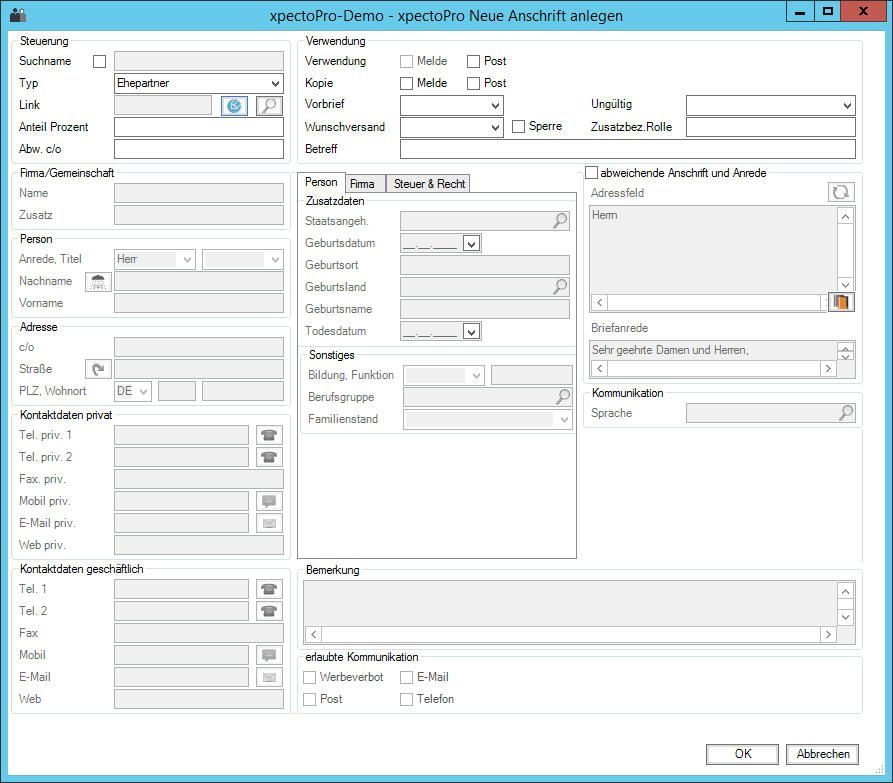 xpectoPro-Demo - xpectoPro Neue Anschrift anlegen
Steuerung
Suchname
Typ Ehepartner
Link
Anteil Prozent
Abw. c/o
Verwendung
Verwendung Melde Post
Kopie Melde Post
Vorbrief Ungültig
Wunschversand Sperre Zusatzbez.Rolle
Betreff
Firma/Gemeinschaft
Name
Zusatz
Person
Anrede, Titel Herr
Nachname
Vorname
Adresse
c/o
Straße
PLZ, Wohnort DE
Kontaktdaten privat
Tel. priv. 1
Tel. priv. 2
Fax. priv.
Mobil priv.
E-Mail priv.
Web priv.
Kontaktdaten geschäftlich
Tel. 1
Tel. 2
Fax
Mobil
E-Mail
Web
Person Firma Steuer & Recht
Zusatzdaten
Staatsangeh.
Geburtsdatum __.__.____
Geburtsort
Geburtsland
Geburtsname
Todesdatum __.__.____
Sonstiges
Bildung, Funktion
Berufsgruppe
Familienstand
abweichende Anschrift und Anrede
Adressfeld
Herrn
Briefanrede
Sehr geehrte Damen und Herren,
Kommunikation
Sprache
Bemerkung
erlaubte Kommunikation
Werbeverbot E-Mail
Post Telefon
OK Abbrechen